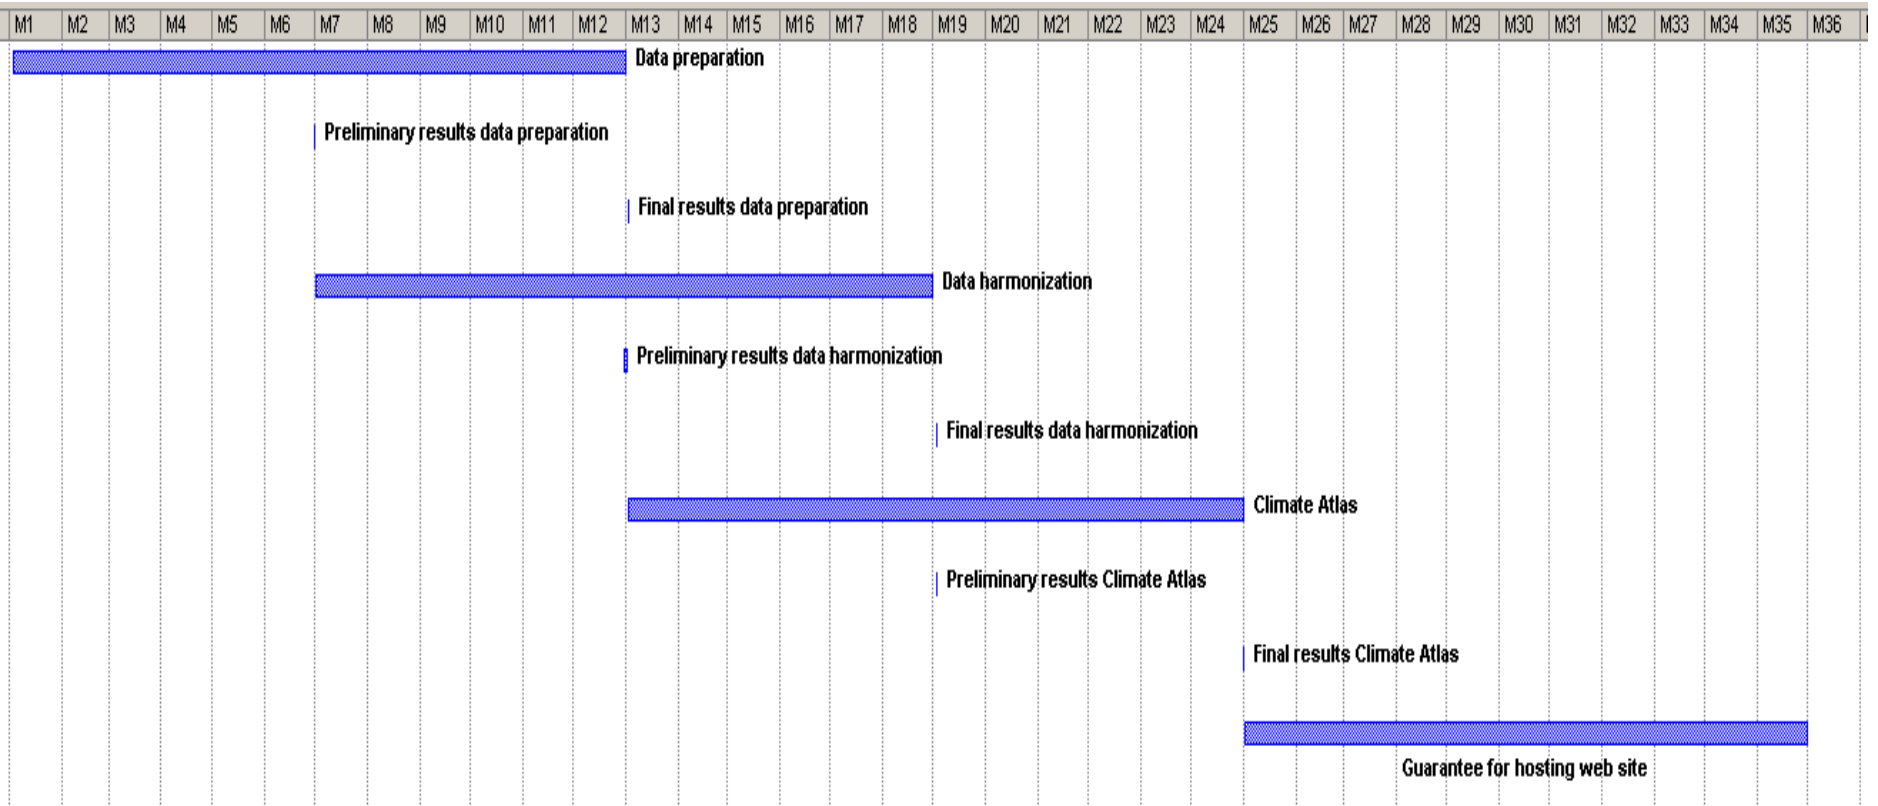 M1 M2 M3 M4 M5 M6 M7 M8 M9 M10 M11 M12 M13 M14 M15 M16 M17 M18 M19 M20 M21 M22 M23 M24 M25 M26 M27 M28 M29 M30 M31 M32 M33 M34 M35 M36
Data preparation
Preliminary results data preparation
Final results data preparation
Data harmonization
Preliminary results data harmonization
Final results data harmonization
Climate Atlas
Preliminary results Climate Atlas
Final results Climate Atlas
Guarantee for hosting web site